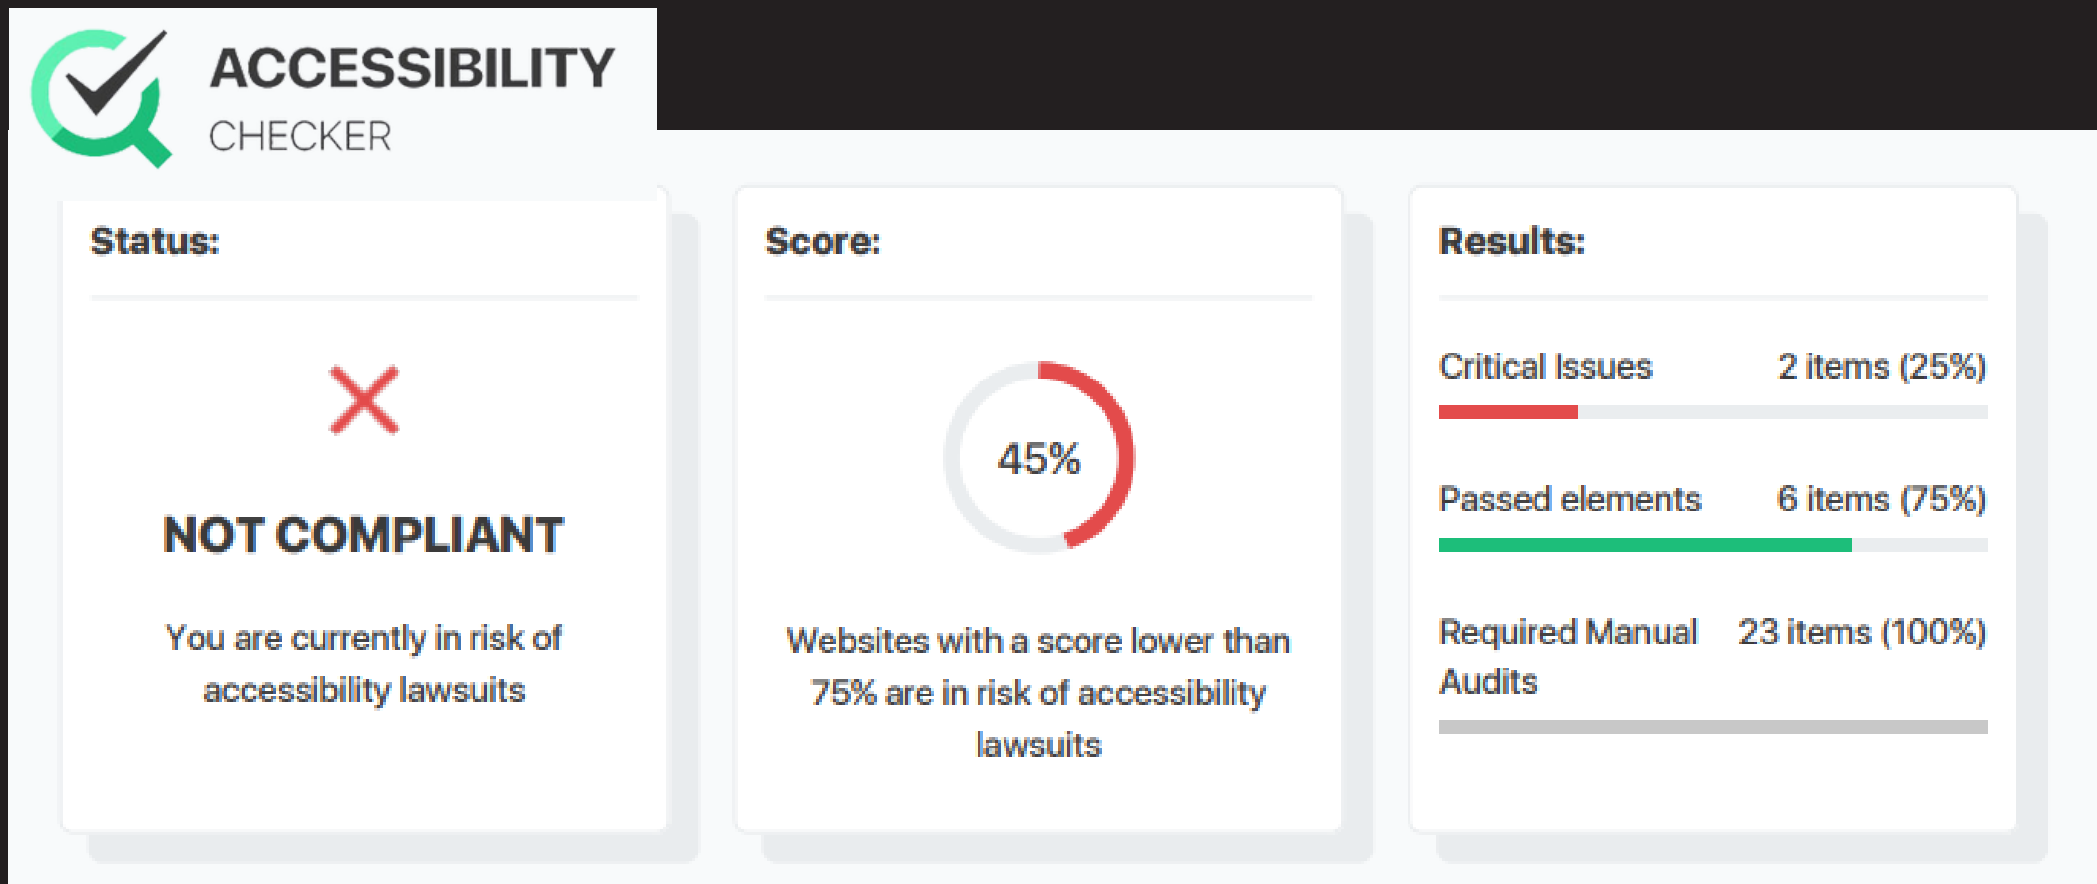 ACCESSIBILITY
CHECKER
Status:
NOT COMPLIANT
You are currently in risk of
accessibility lawsuits
Score:
45%
Websites with a score lower than
75% are in risk of accessibility
lawsuits
Results:
Critical Issues 2 items (25%)
Passed elements 6 items (75%)
Required Manual 23 items (100%)
Audits